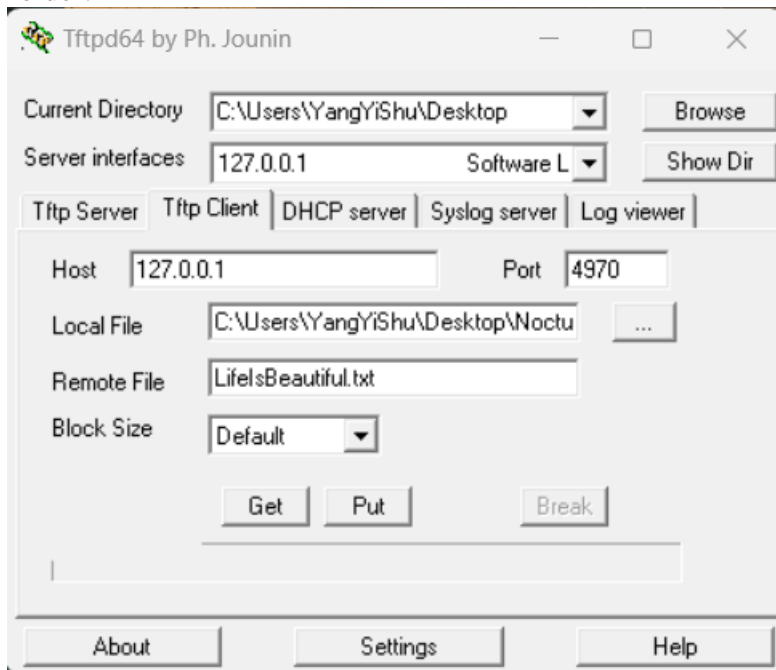 Tftpd64 by Ph. Jounin
Current Directory C:\Users\YangYiShu\Desktop Browse
Server interfaces 127.0.0.1 Software L Show Dir
Tftp Server Tftp Client DHCP server Syslog server Log viewer
Host 127.0.0.1 Port 4970
Local File C:\Users\YangYiShu\Desktop\Noctu ...
Remote File LifeIsBeautiful.txt
Block Size Default
Get Put Break
About Settings Help